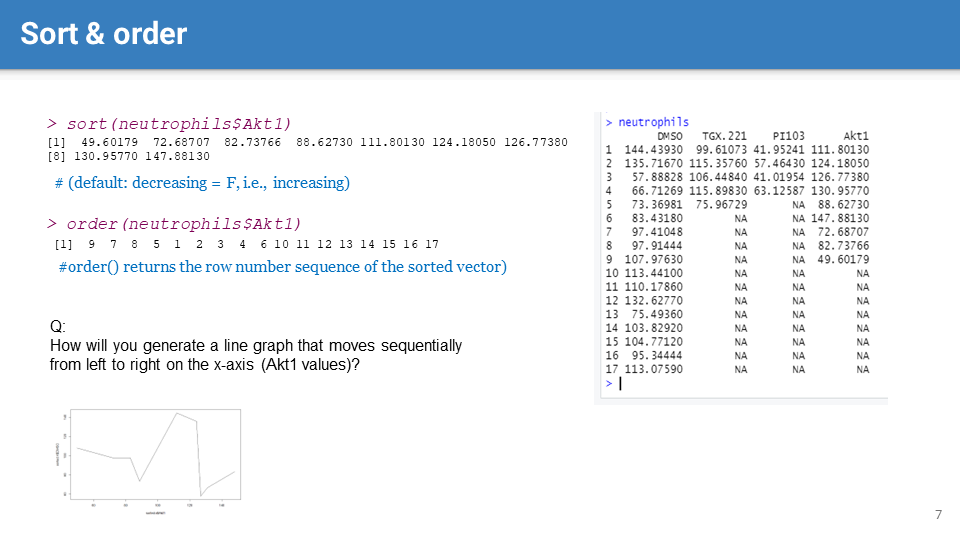 Sort & order
> sort(neutrophils$Akt1)
[1] 49.60179 72.68707 82.73766 88.62730 111.80130 124.18050 126.77380
[8] 130.95770 147.88130
# (default: decreasing = F, i.e., increasing)
> order(neutrophils$Akt1)
[1] 9 7 8 5 1 2 3 4 6 10 11 12 13 14 15 16 17
#order() returns the row number sequence of the sorted vector)
Q:
How will you generate a line graph that moves sequentially
from left to right on the x-axis (Akt1 values)?
> neutrophils
DMSO TGX.221 PI103 Akt1
1 144.43930 99.61073 41.95241 111.80130
2 135.71670 115.35760 57.46430 124.18050
3 57.88828 106.44840 41.01954 126.77380
4 66.71269 115.89830 63.12587 130.95770
5 73.36981 75.96729 NA 88.62730
6 83.43180 NA NA 147.88130
7 97.41048 NA NA 72.68707
8 97.91444 NA NA 82.73766
9 107.97630 NA NA 49.60179
10 113.44100 NA NA NA
11 110.17860 NA NA NA
12 132.62770 NA NA NA
13 75.49360 NA NA NA
14 103.82920 NA NA NA
15 104.77120 NA NA NA
16 95.34444 NA NA NA
17 113.07590 NA NA NA
>
7